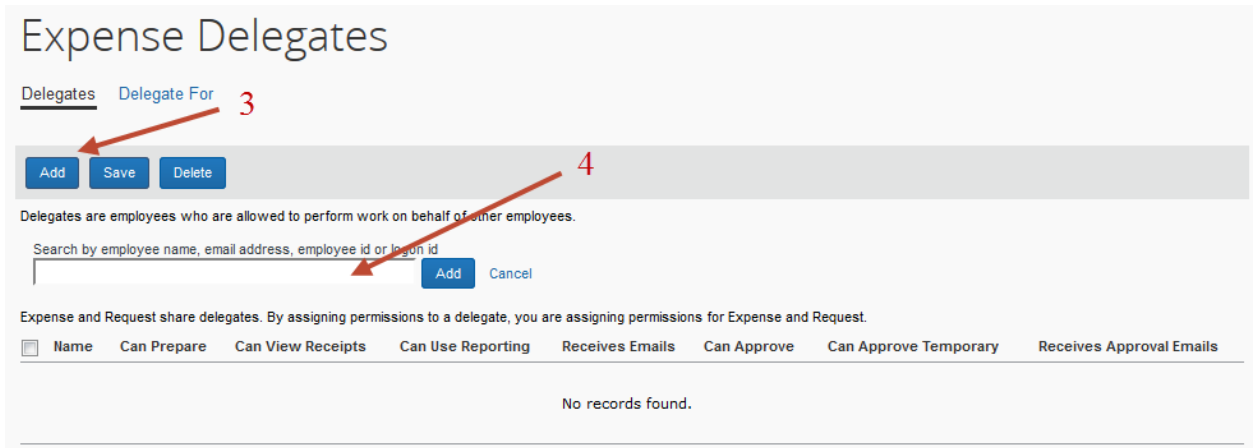 Expense Delegates
Delegates Delegate For 3
Add Save Delete 4
Delegates are employees who are allowed to perform work on behalf of other employees.
Search by employee name, email address, employee id or logon id
Add Cancel
Expense and Request share delegates. By assigning permissions to a delegate, you are assigning permissions for Expense and Request.
Name Can Prepare Can View Receipts Can Use Reporting Receives Emails Can Approve Can Approve Temporary Receives Approval Emails
No records found.